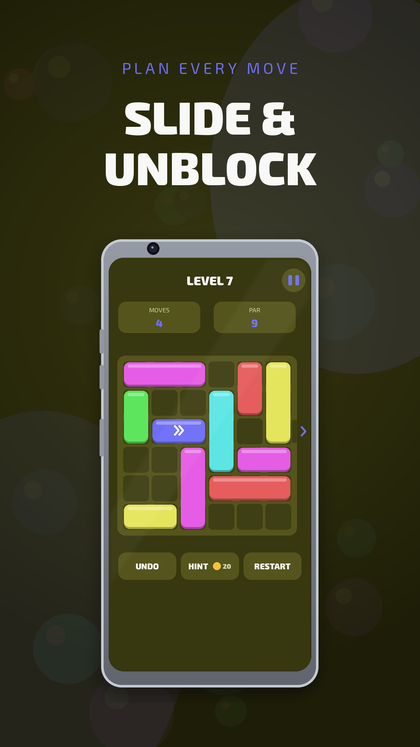 PLAN EVERY MOVE
SLIDE &
UNBLOCK
LEVEL 7
MOVES
4
PAR
9
UNDO
HINT 20
RESTART